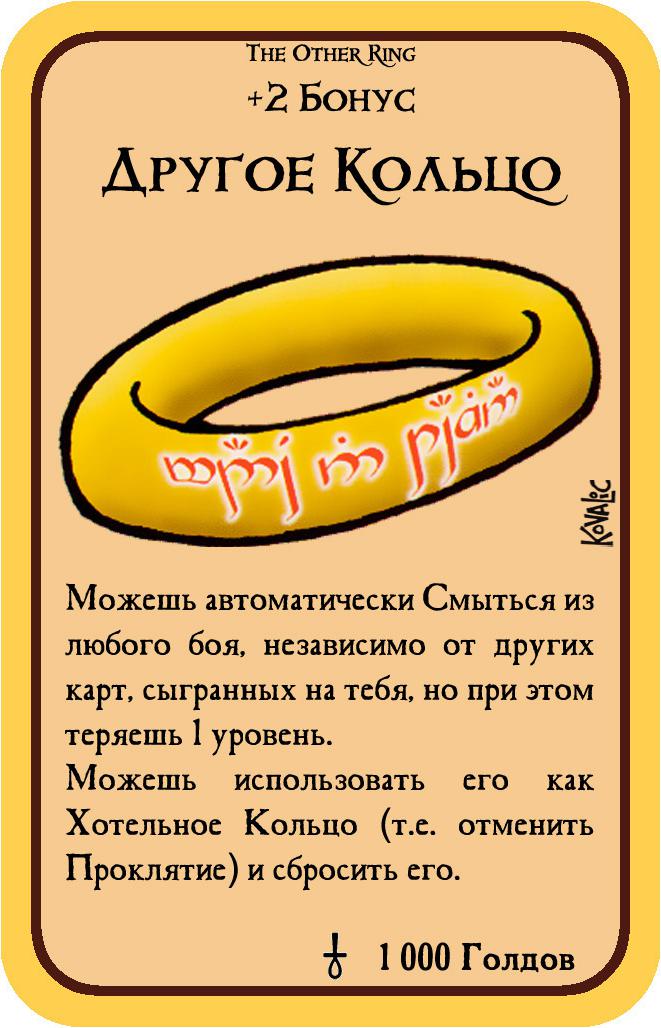 The Other Ring
+2 Бонус
Другое Кольцо
Kovalic
Можешь автоматически Смыться из
любого боя, независимо от других
карт, сыгранных на тебя, но при этом
теряешь 1 уровень.
Можешь использовать его как
Хотельное Кольцо (т.е. отменить
Проклятие) и сбросить его.
1 000 Голдов